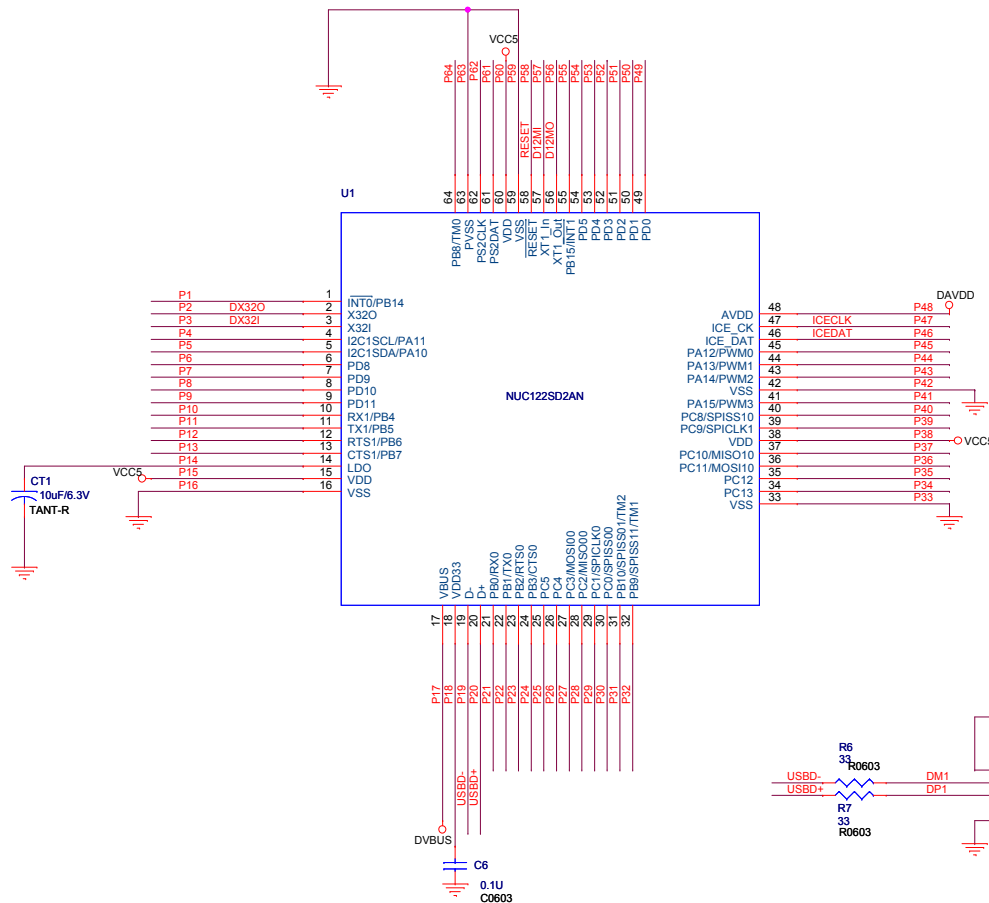 VCC5
P64
P63
P62
P61
P60
P59
P58
P57
P56
P55
P54
P53
P52
P51
P50
P49
RESET
D12MI
D12MO
U1
64
63
62
61
60
59
58
57
56
55
54
53
52
51
50
49
PB8/TM0
PVSS
PS2CLK
PS2DAT
VDD
VSS
RESET
XT1_In
XT1_Out
PB15/INT1
PD5
PD4
PD3
PD2
PD1
PD0
P1 1 INT0/PB14
P2 DX32O 2 X32O
P3 DX32I 3 X32I
P4 4 I2C1SCL/PA11
P5 5 I2C1SDA/PA10
P6 6 PD8
P7 7 PD9
P8 8 PD10
P9 9 PD11
P10 10 RX1/PB4
P11 11 TX1/PB5
P12 12 RTS1/PB6
P13 13 CTS1/PB7
P14 14 LDO
VCC5 P15 15 VDD
P16 16 VSS
CT1
10uF/6.3V
TANT-R
NUC122SD2AN
DAVDD
AVDD 48 P48
ICE_CK 47 ICECLK P47
ICE_DAT 46 ICEDAT P46
PA12/PWM0 45 P45
PA13/PWM1 44 P44
PA14/PWM2 43 P43
VSS 42 P42
PA15/PWM3 41 P41
PC8/SPISS10 40 P40
PC9/SPICLK1 39 P39
VDD 38 P38 VCC5
PC10/MISO10 37 P37
PC11/MOSI10 36 P36
PC12 35 P35
PC13 34 P34
VSS 33 P33
VBUS
VDD33
D-
D+
PB0/RX0
PB1/TX0
PB2/RTS0
PB3/CTS0
PC5
PC4
PC3/MOSI00
PC2/MISO00
PC1/SPICLK0
PC0/SPISS00
PB10/SPISS01/TM2
PB9/SPISS11/TM1
17
18
19
20
21
22
23
24
25
26
27
28
29
30
31
32
P17
P18
P19
P20
P21
P22
P23
P24
P25
P26
P27
P28
P29
P30
P31
P32
USBD-
USBD+
DVBUS
C6
0.1U
C0603
R6
33
R0603
USBD- DM1
USBD+ DP1
R7
33
R0603